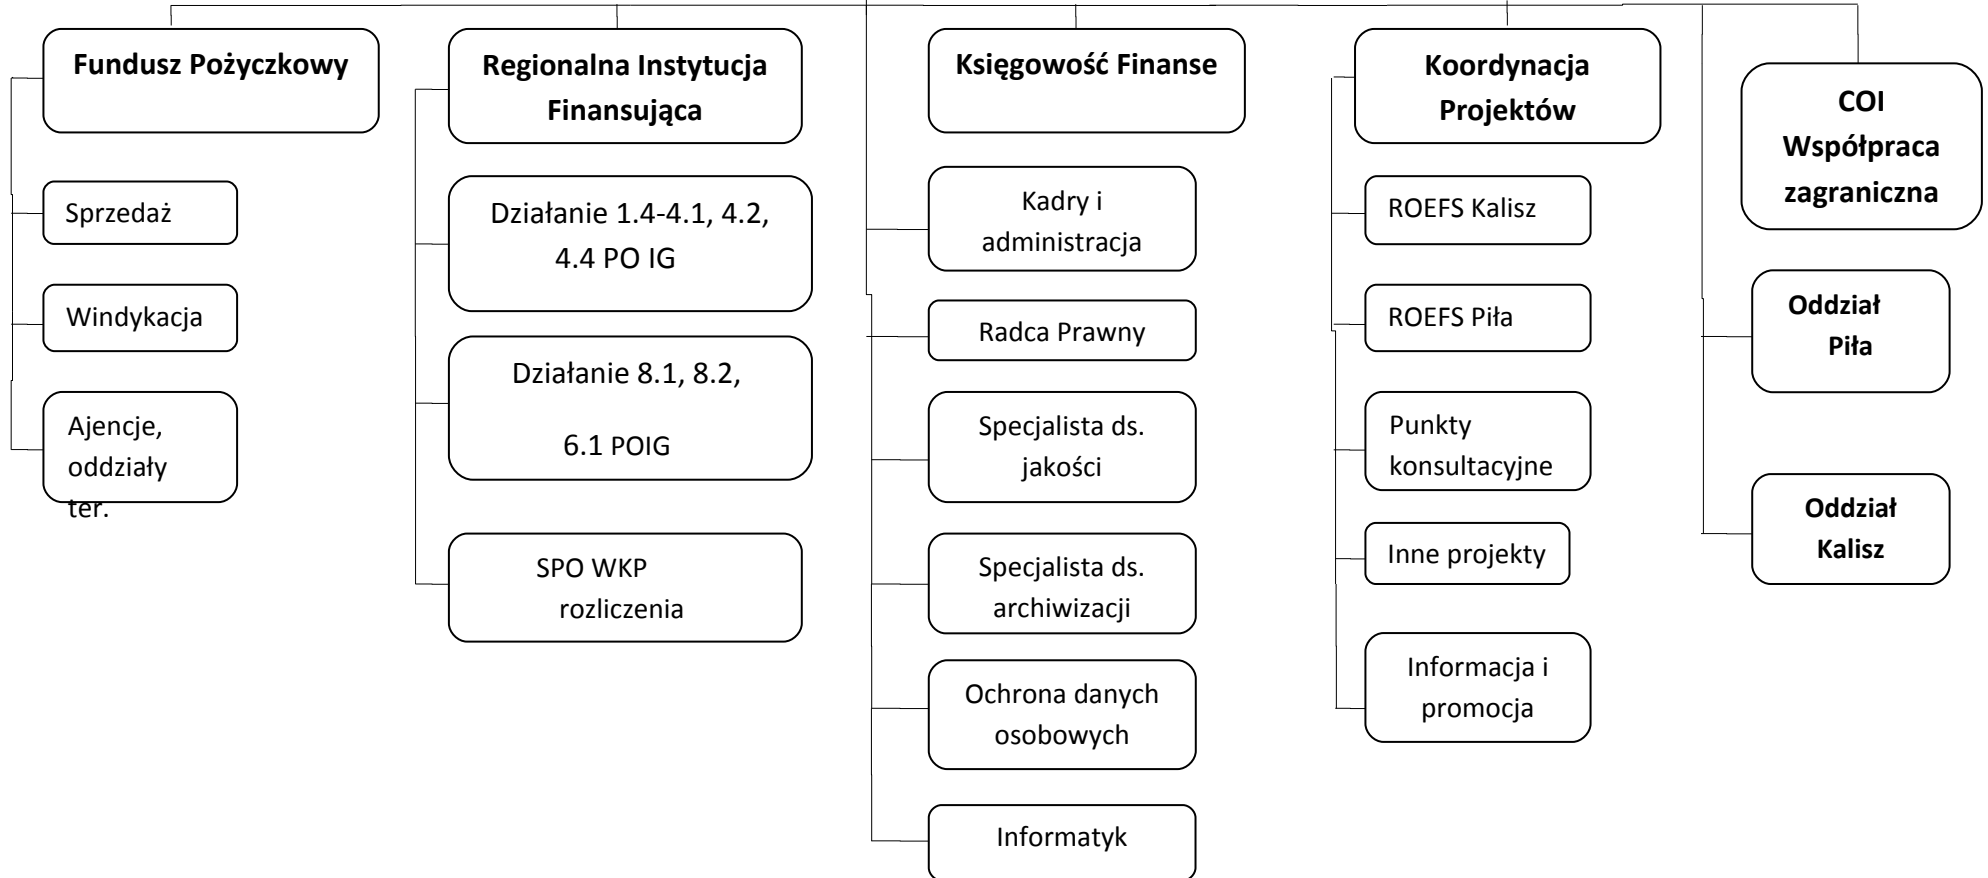 Fundusz Pożyczkowy
Sprzedaż
Windykacja
Ajencje,
oddziały
ter.
Regionalna Instytucja
Finansująca
Działanie 1.4-4.1, 4.2,
4.4 PO IG
Działanie 8.1, 8.2,
6.1 POIG
SPO WKP
rozliczenia
Księgowość Finanse
Kadry i
administracja
Radca Prawny
Specjalista ds.
jakości
Specjalista ds.
archiwizacji
Ochrona danych
osobowych
Informatyk
Koordynacja
Projektów
ROEFS Kalisz
ROEFS Piła
Punkty
konsultacyjne
Inne projekty
Informacja i
promocja
COI
Współpraca
zagraniczna
Oddział
Piła
Oddział
Kalisz